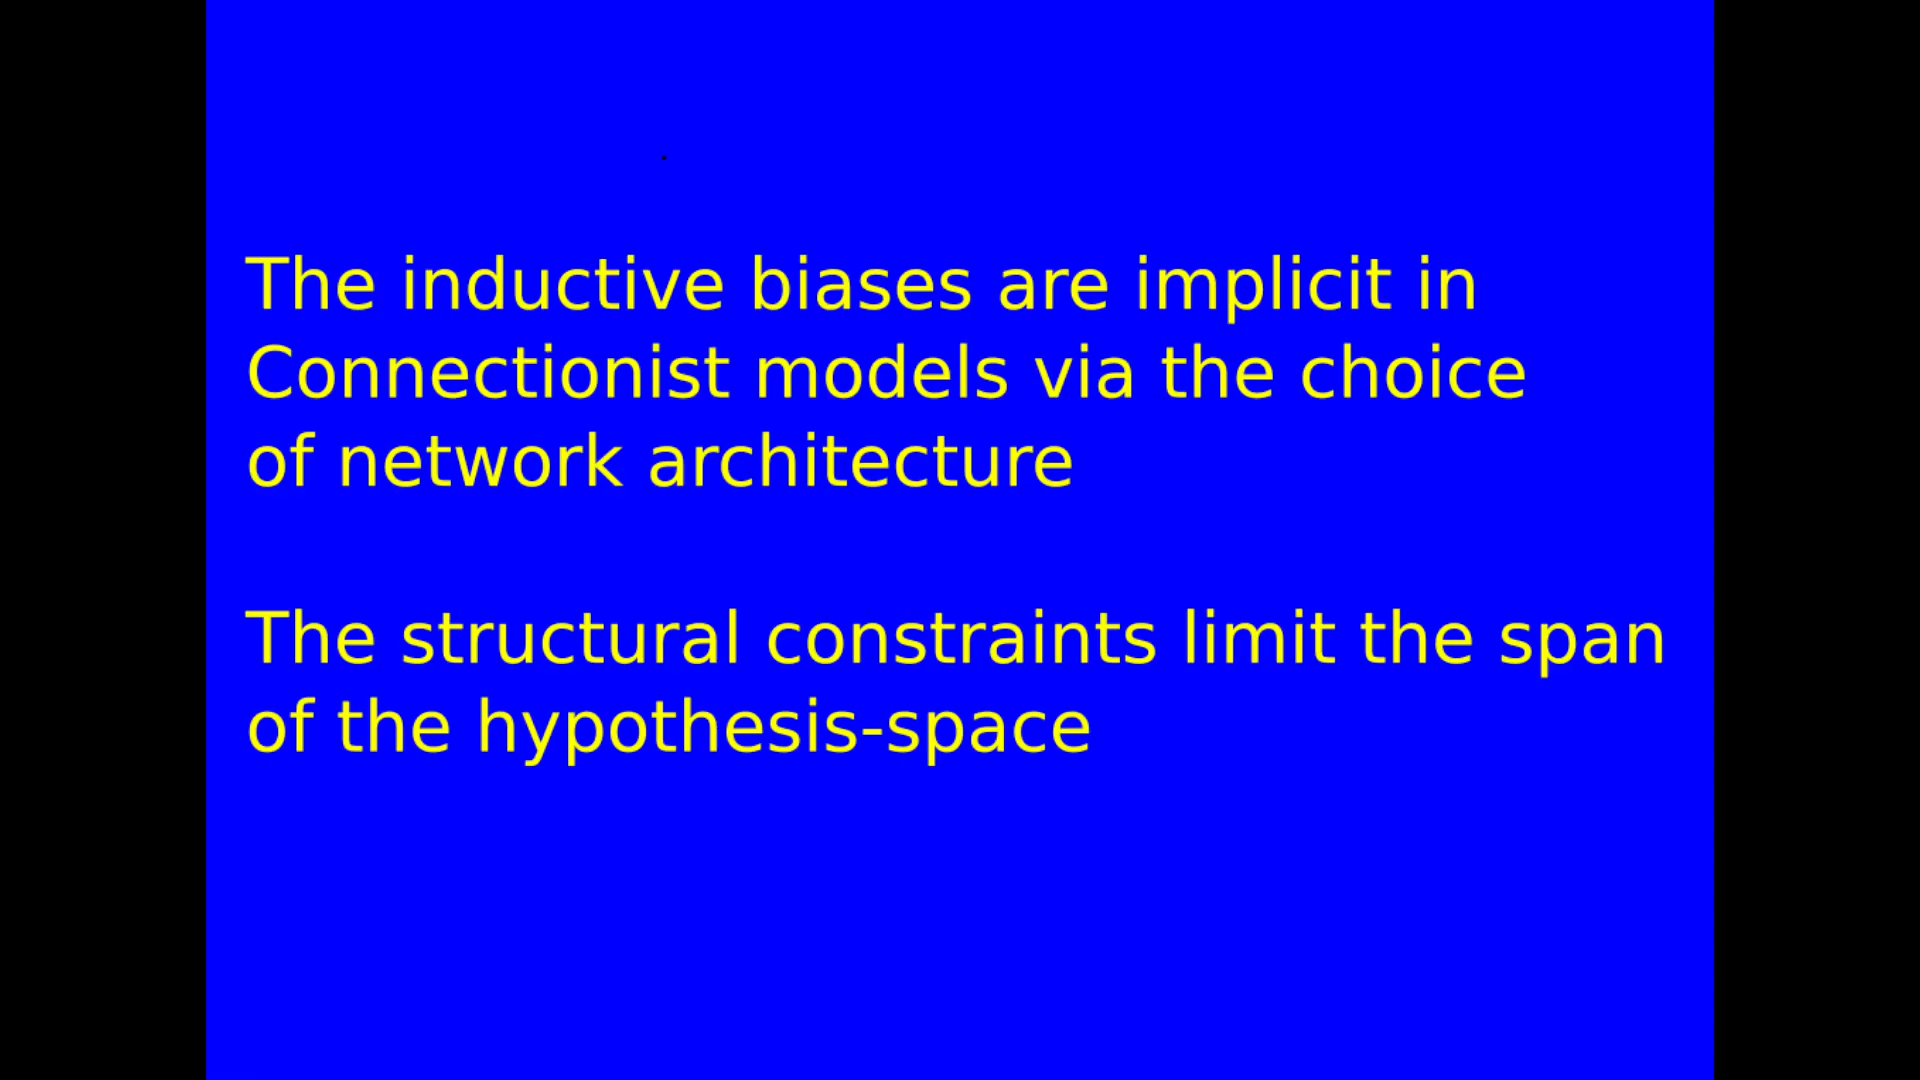 The inductive biases are implicit in
Connectionist models via the choice
of network architecture
The structural constraints limit the span
of the hypothesis-space